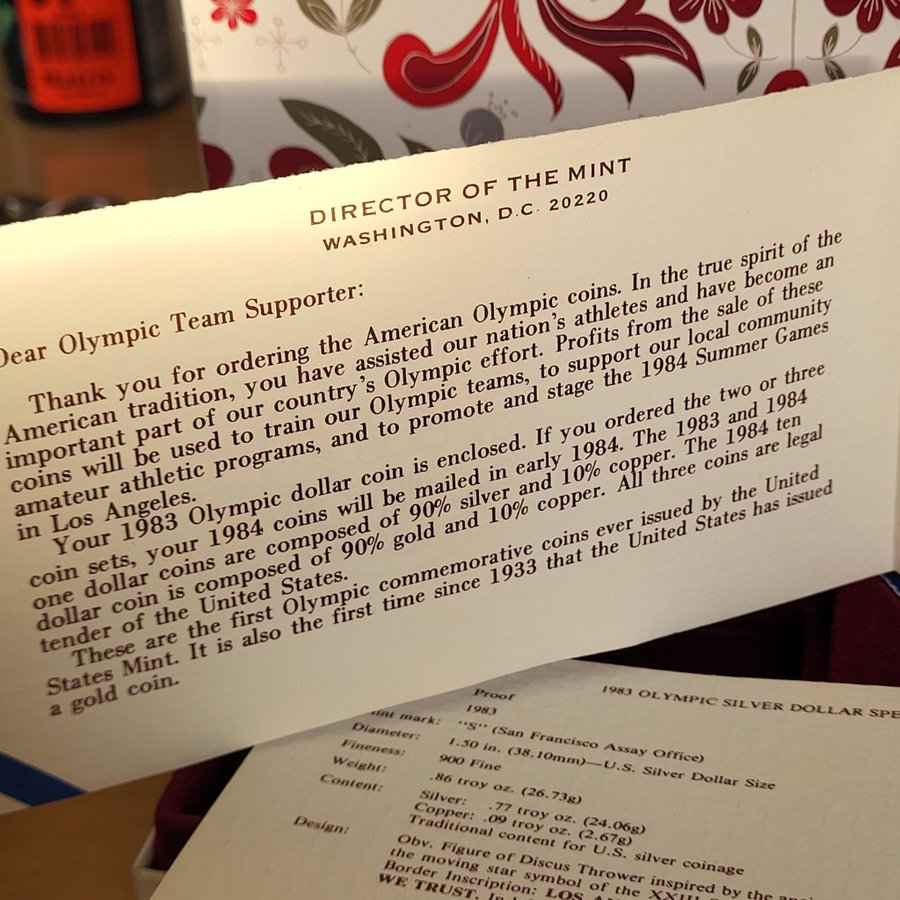 DIRECTOR OF THE MINT
WASHINGTON, D.C. 20220
Dear Olympic Team Supporter:
Thank you for ordering the American Olympic coins. In the true spirit of the
American tradition, you have assisted our nation's athletes and have become an
important part of our country's Olympic effort. Profits from the sale of these
coins will be used to train our Olympic teams, to support our local community
amateur athletic programs, and to promote and stage the 1984 Summer Games
in Los Angeles.
Your 1983 Olympic dollar coin is enclosed. If you ordered the two or three
coin sets, your 1984 coins will be mailed in early 1984. The 1983 and 1984
one dollar coins are composed of 90% silver and 10% copper. The 1984 ten
dollar coin is composed of 90% gold and 10% copper. All three coins are legal
tender of the United States.
These are the first Olympic commemorative coins ever issued by the United
States Mint. It is also the first time since 1933 that the United States has issued
a gold coin.
1983 OLYMPIC SILVER DOLLAR SPE
Proof
1983
mark: "S" (San Francisco Assay Office)
Diameter: 1.50 in. (38.10mm)—U.S. Silver Dollar Size
Fineness: 900 Fine
Weight: .86 troy oz. (26.73g)
Content: Silver: .77 troy oz. (24.06g)
Copper: .09 troy oz. (2.67g)
Traditional content for U.S. silver coinage
Design: Obv. Figure of Discus Thrower inspired by the
the moving star symbol of the XXIII
Border Inscription: LOS
WE TRUST.